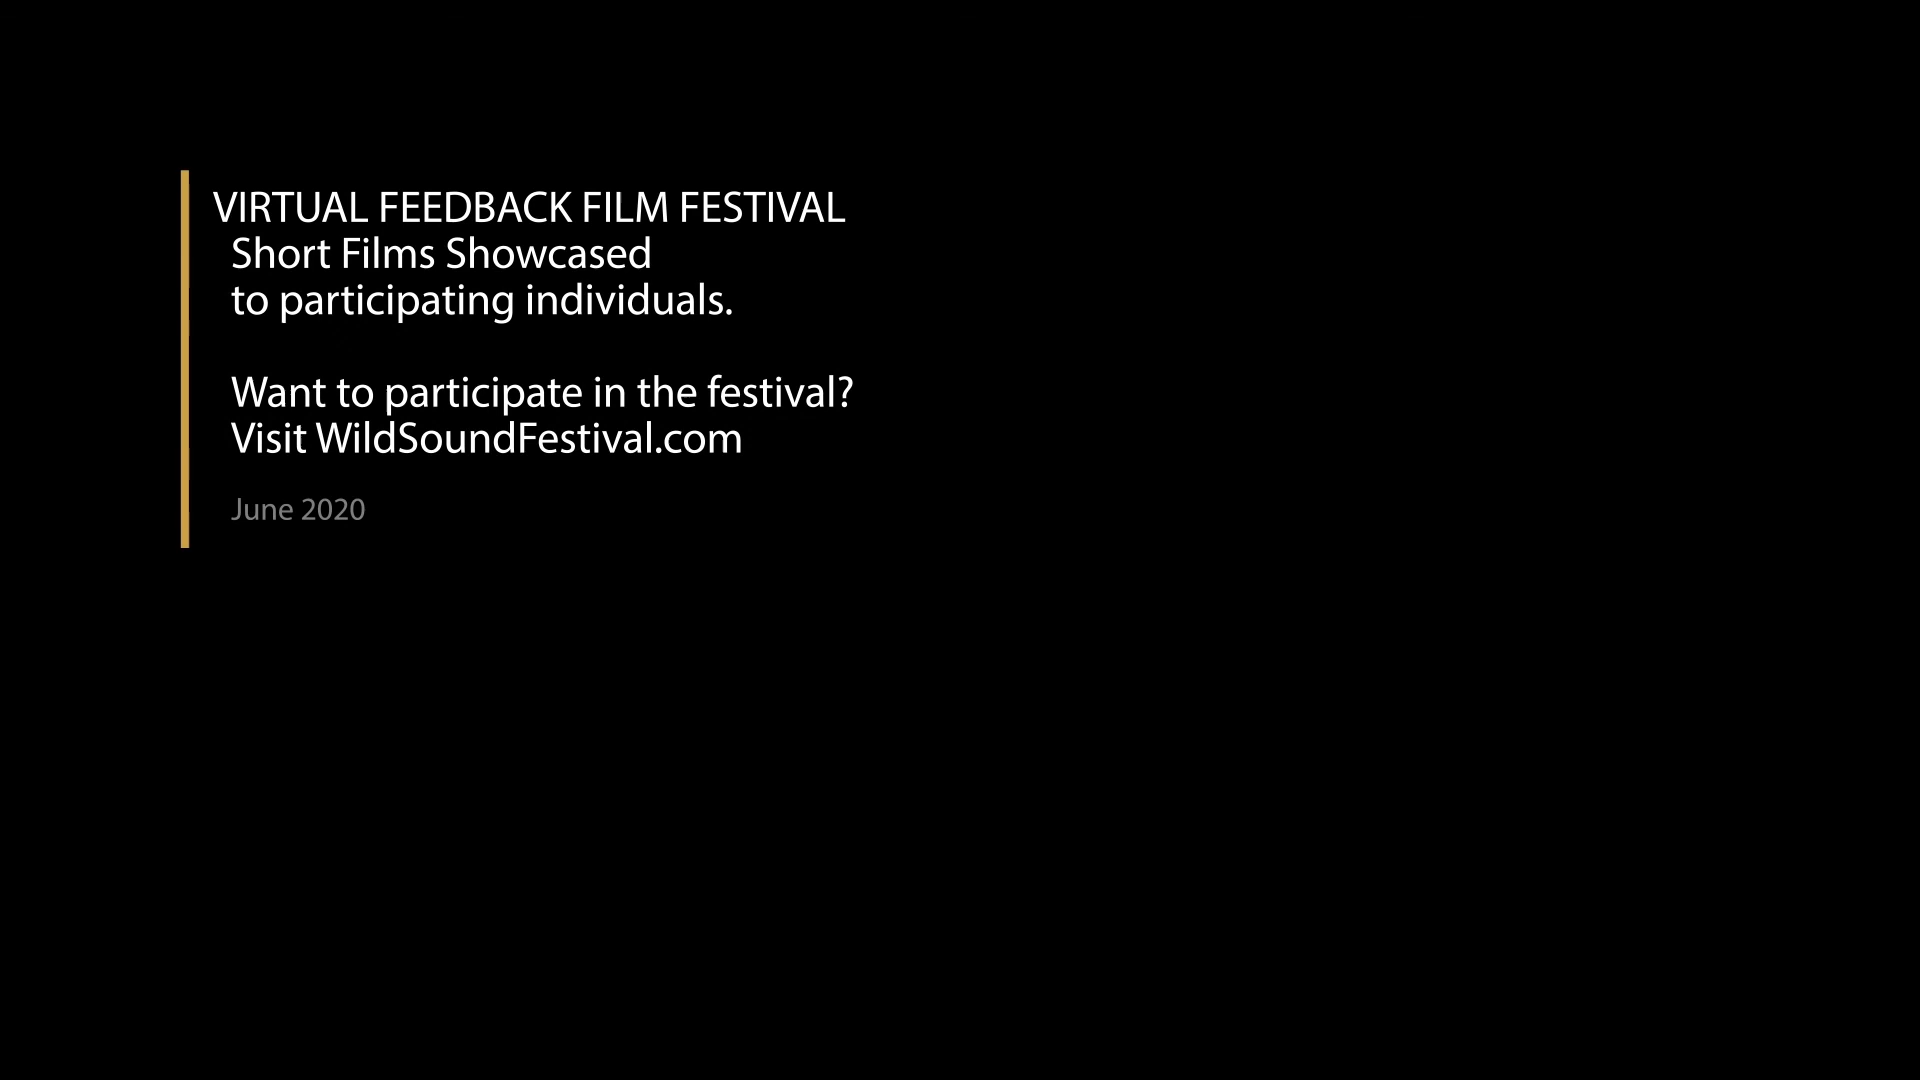 VIRTUAL FEEDBACK FILM FESTIVAL
Short Films Showcased
to participating individuals.
Want to participate in the festival?
Visit WildSoundFestival.com
June 2020